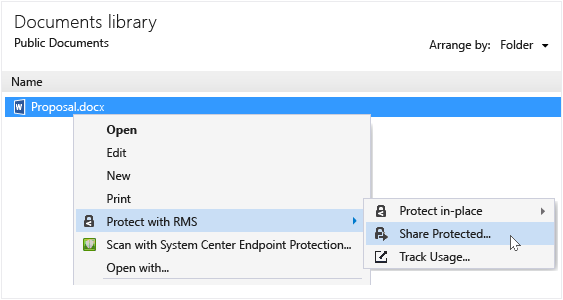 Documents library
Public Documents
Arrange by: Folder
Name
Proposal.docx
Open
Edit
New
Print
Protect with RMS
Protect in-place
Share Protected...
Track Usage...
Scan with System Center Endpoint Protection...
Open with...